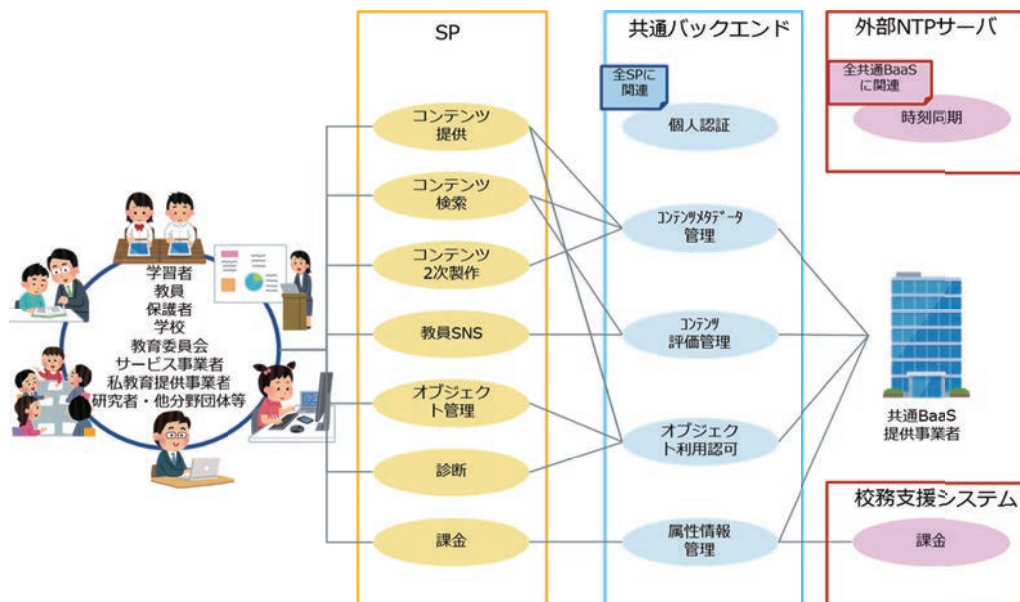 SP
共通バックエンド
外部NTPサーバ
全SPに
関連
全共通BaaS
に関連
コンテンツ
提供
個人認証
時刻同期
コンテンツ
検索
コンテンツメタデータ
管理
コンテンツ
2次製作
学習者
教員
保護者
学校
教育委員会
サービス事業者
私教育提供事業者
研究者・他分野団体等
教員SNS
コンテンツ
評価管理
オブジェク
ト管理
共通BaaS
提供事業者
オブジェク
ト利用認可
診断
校務支援システム
課金
属性情報
管理
課金